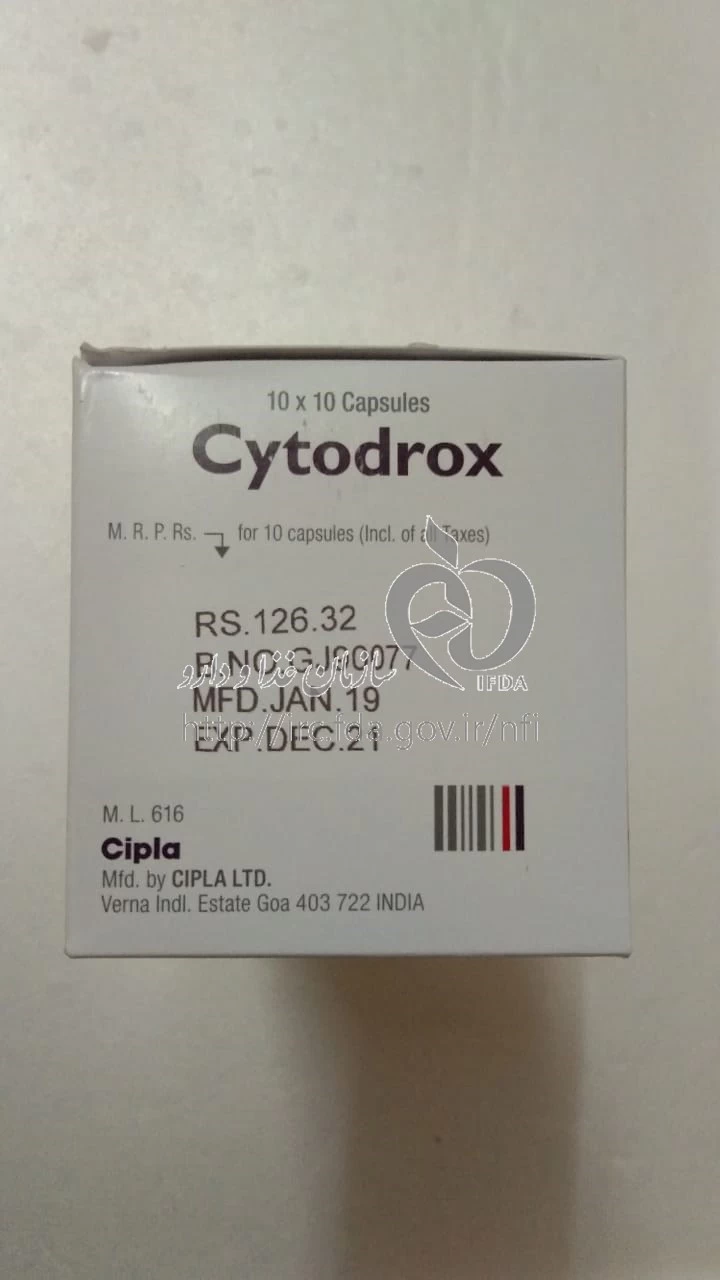 10 x 10 Capsules
Cytodrox
M. R. P. Rs. for 10 capsules (Incl. of all Taxes)
RS.126.32
B.NO.GJ90077
IFDA
سازمان غذا و دارو
MFD.JAN.19
http://irc.fda.gov.ir/nfi
EXP.DEC.21
M. L. 616
Cipla
Mfd. by CIPLA LTD.
Verna Indl. Estate Goa 403 722 INDIA